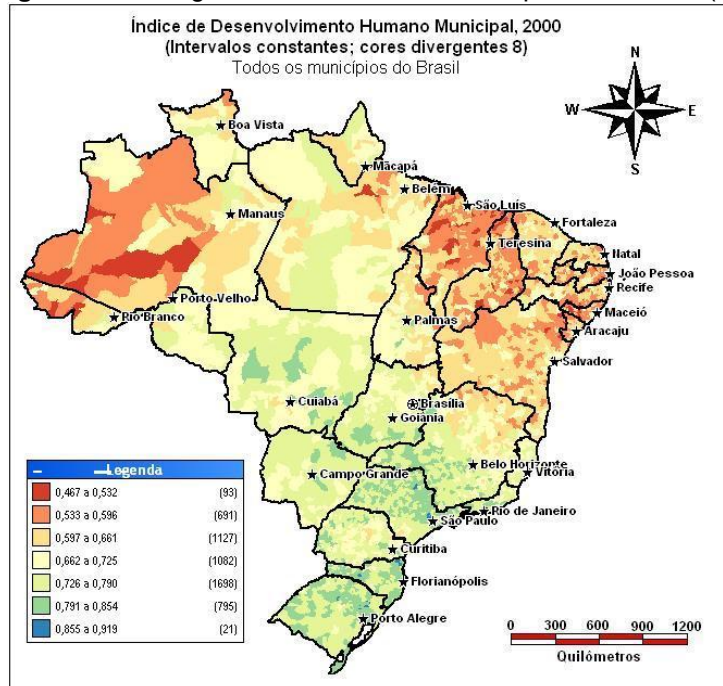 Índice de Desenvolvimento Humano Municipal, 2000
(Intervalos constantes; cores divergentes 8)
Todos os municípios do Brasil
N
W
E
S
Boa Vista
Macapá
Belém
São Luís
Manaus
Fortaleza
Teresina
Natal
João Pessoa
Recife
Porto Velho
Maceió
Rio Branco
Palmas
Aracaju
Salvador
Cuiabá
Brasília
Goiânia
Campo Grande
Belo Horizonte
Vitória
Rio de Janeiro
São Paulo
Curitiba
Florianópolis
Porto Alegre
Legenda
0,467 a 0,532 (93)
0,533 a 0,596 (691)
0,597 a 0,661 (1127)
0,662 a 0,725 (1082)
0,726 a 0,790 (1698)
0,791 a 0,854 (795)
0,855 a 0,919 (21)
0 300 600 900 1200
Quilómetros